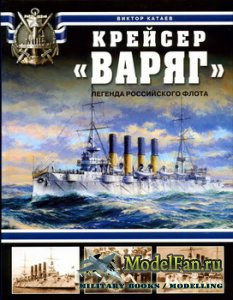 ВИКТОР КАТАЕВ
КРЕЙСЕР
«ВАРЯГ»
ЛЕГЕНДА РОССИЙСКОГО ФЛОТА
ModelFan.ru
MILITARY BOOKS / MODELLING